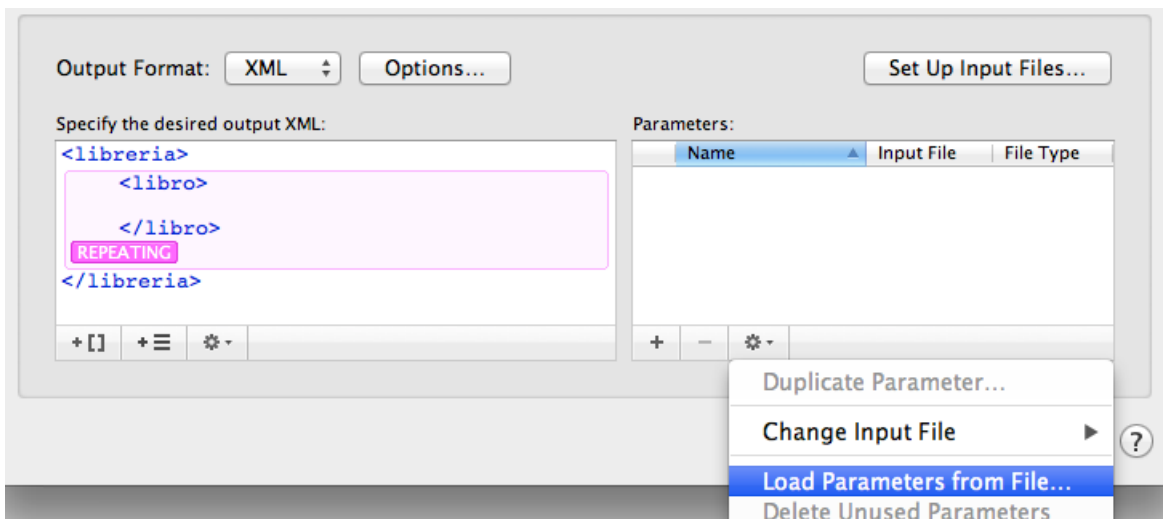 Output Format: XML Options... Set Up Input Files...
Specify the desired output XML: Parameters:
<libreria> Name Input File File Type
<libro>
</libro>
REPEATING
</libreria>
Duplicate Parameter...
Change Input File
?
Load Parameters from File...
Delete Unused Parameters